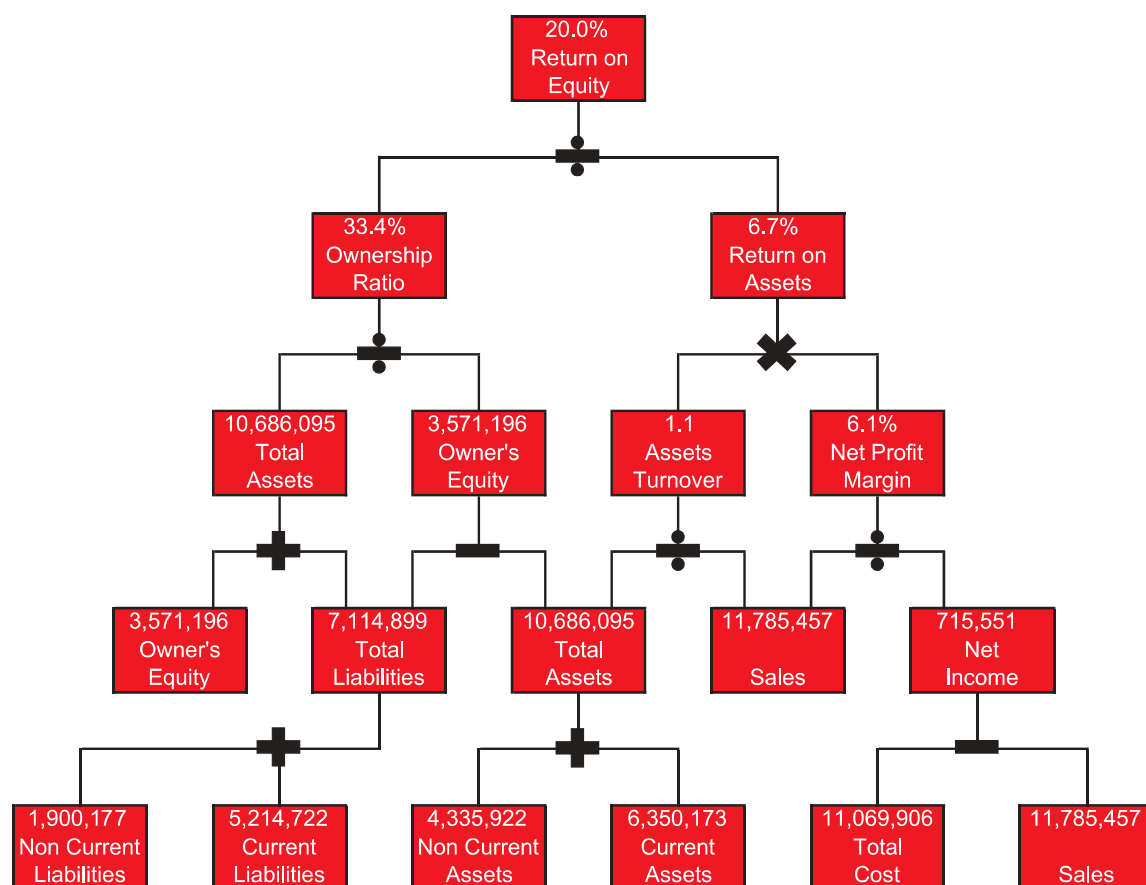 20.0%
Return on
Equity
33.4%
Ownership
Ratio
6.7%
Return on
Assets
10,686,095
Total
Assets
3,571,196
Owner's
Equity
1.1
Assets
Turnover
6.1%
Net Profit
Margin
3,571,196
Owner's
Equity
7,114,899
Total
Liabilities
10,686,095
Total
Assets
11,785,457
Sales
715,551
Net
Income
1,900,177
Non Current
Liabilities
5,214,722
Current
Liabilities
4,335,922
Non Current
Assets
6,350,173
Current
Assets
11,069,906
Total
Cost
11,785,457
Sales